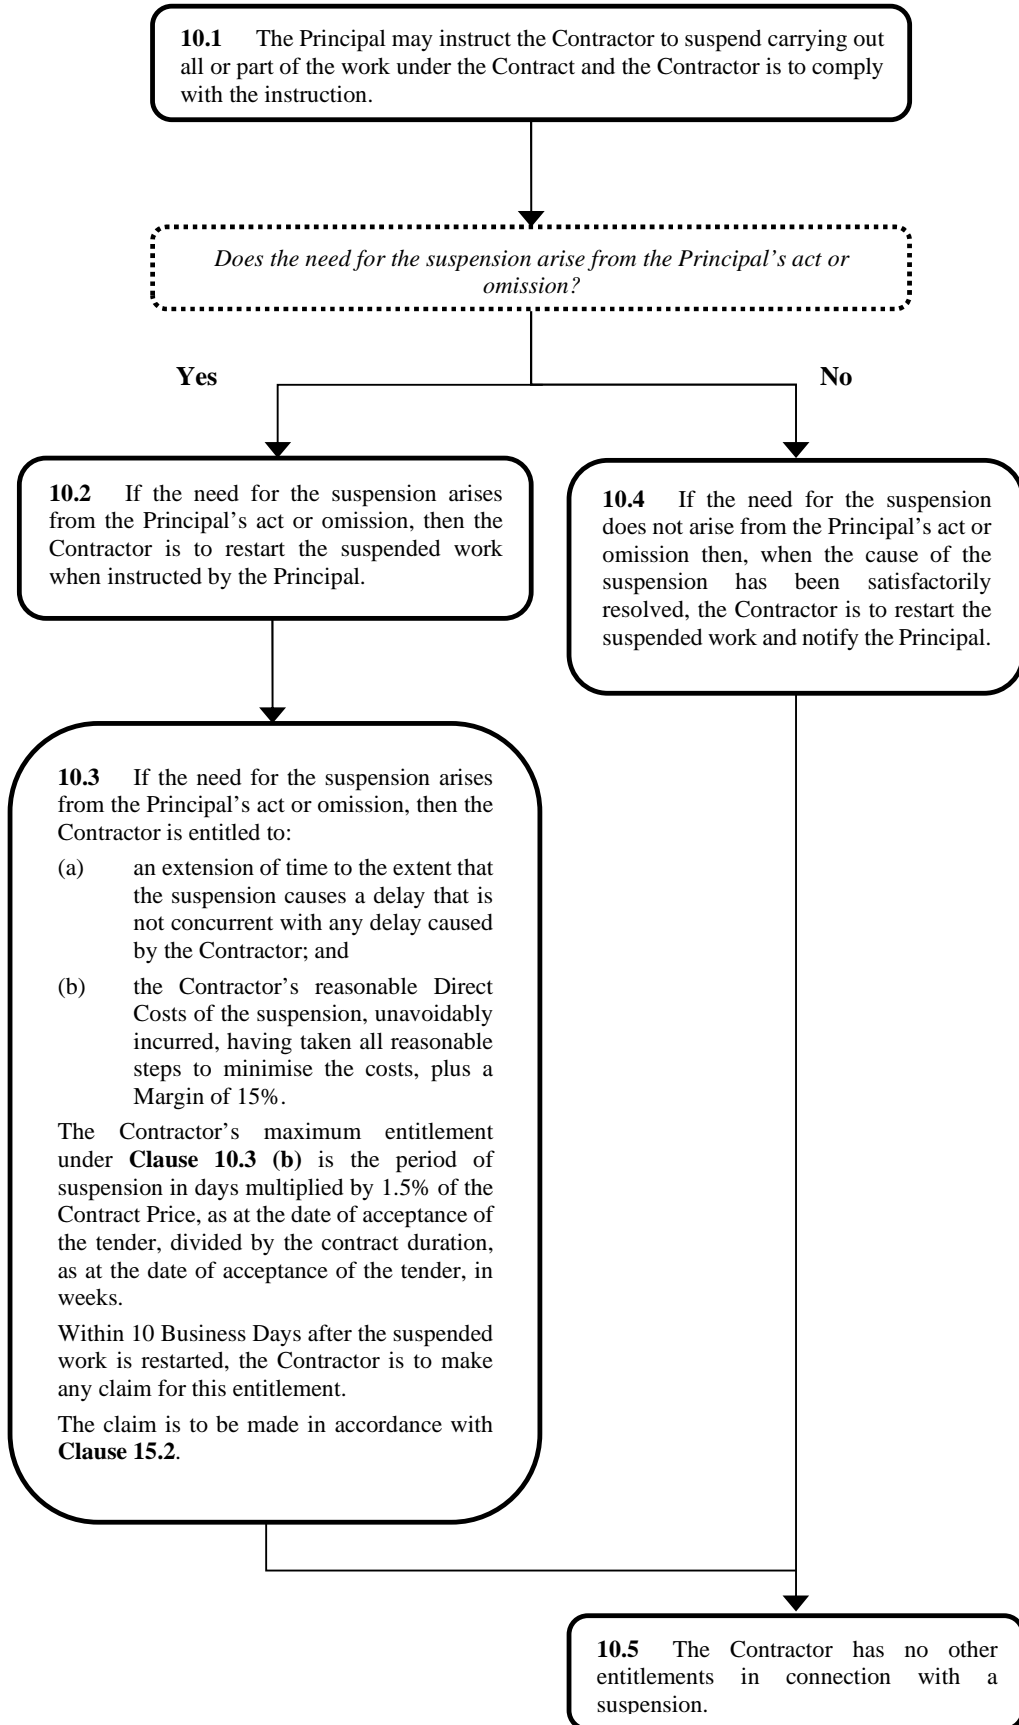 10.1 The Principal may instruct the Contractor to suspend carrying out
all or part of the work under the Contract and the Contractor is to comply
with the instruction.
Does the need for the suspension arise from the Principal's act or
omission?
Yes
No
10.2 If the need for the suspension arises
from the Principal's act or omission, then the
Contractor is to restart the suspended work
when instructed by the Principal.
10.4 If the need for the suspension
does not arise from the Principal's act or
omission then, when the cause of the
suspension has been satisfactorily
resolved, the Contractor is to restart the
suspended work and notify the Principal.
10.3 If the need for the suspension arises
from the Principal's act or omission, then the
Contractor is entitled to:
(a) an extension of time to the extent that
the suspension causes a delay that is
not concurrent with any delay caused
by the Contractor; and
(b) the Contractor's reasonable Direct
Costs of the suspension, unavoidably
incurred, having taken all reasonable
steps to minimise the costs, plus a
Margin of 15%.
The Contractor's maximum entitlement
under Clause 10.3 (b) is the period of
suspension in days multiplied by 1.5% of the
Contract Price, as at the date of acceptance of
the tender, divided by the contract duration,
as at the date of acceptance of the tender, in
weeks.
Within 10 Business Days after the suspended
work is restarted, the Contractor is to make
any claim for this entitlement.
The claim is to be made in accordance with
Clause 15.2.
10.5 The Contractor has no other
entitlements in connection with a
suspension.